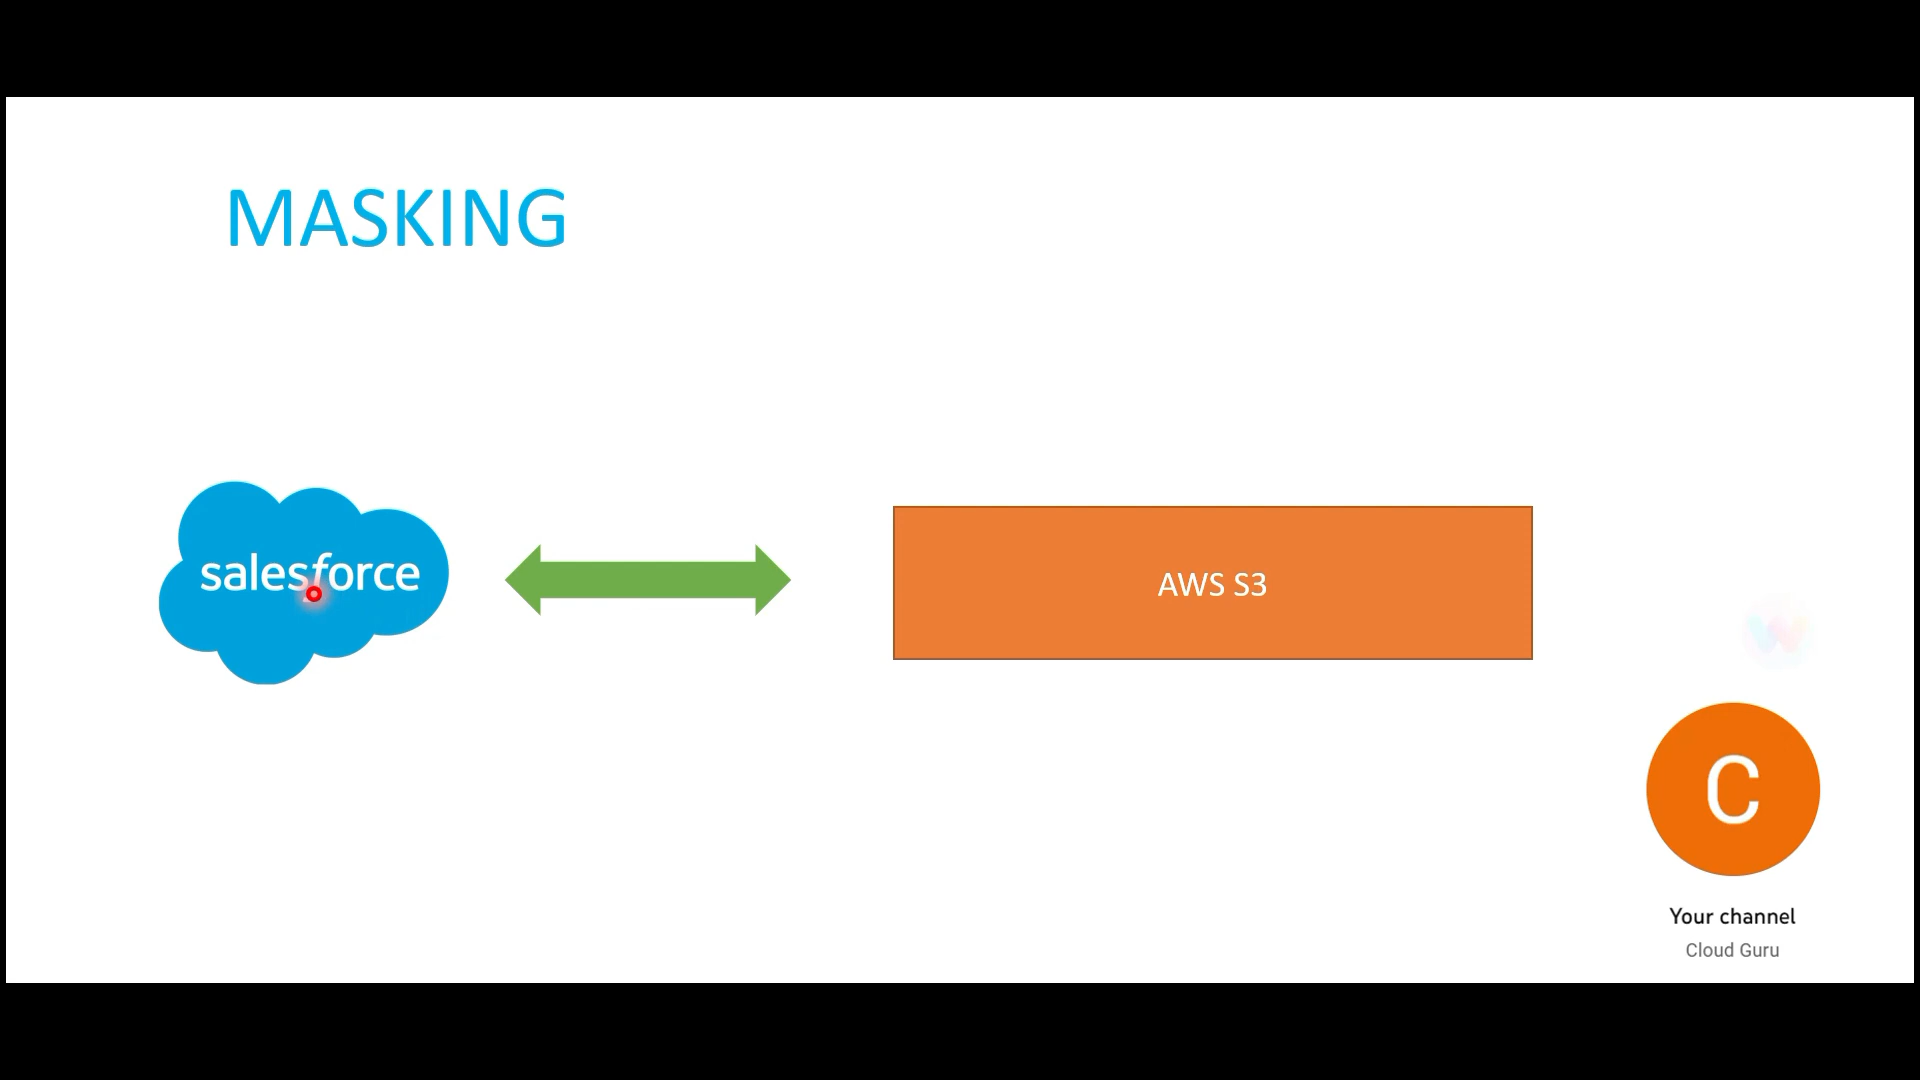 MASKING
salesforce
AWS S3
C
Your channel
Cloud Guru